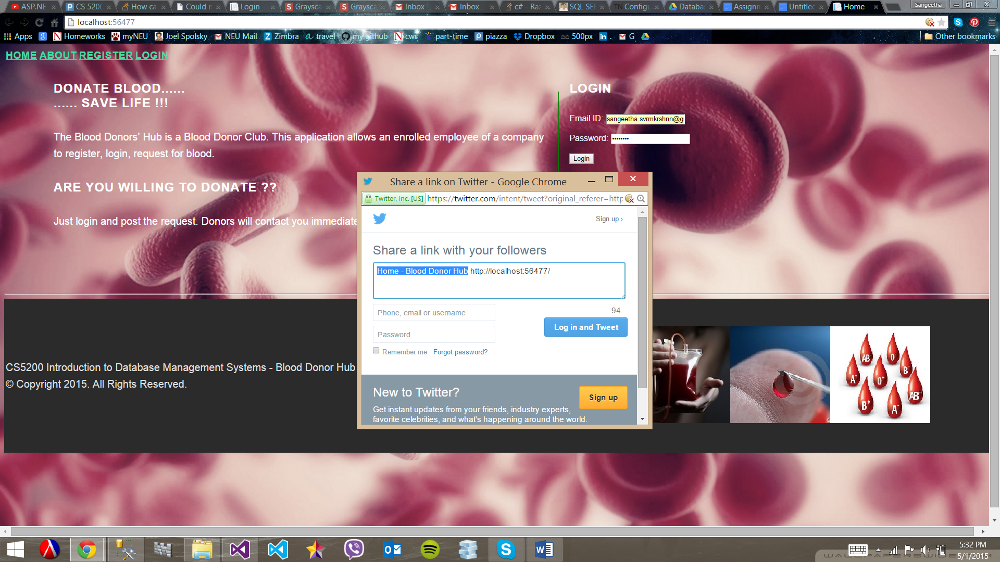 ASP.NE
CS 5200
How ca
Could n
Login -
Graysca
Graysca
Inbox -
Inbox -
c# - Raz
SQL SER
Configu
Databa
Assignm
Untitled
Home -
Sangeetha
localhost:56477
Apps
Homeworks
myNEU
Joel Spolsky
NEU Mail
Zimbra
travel
my github
cws
part-time
piazza
Dropbox
500px
.
G
Other bookmarks
HOME ABOUT REGISTER LOGIN
DONATE BLOOD......
...... SAVE LIFE !!!
The Blood Donors’ Hub is a Blood Donor Club. This application allows an enrolled employee of a company
to register, login, request for blood.
ARE YOU WILLING TO DONATE ??
Just login and post the request. Donors will contact you immediate
LOGIN
Email ID: sangeetha.svrmkrshnn@g
Password: ••••••••
Login
Share a link on Twitter - Google Chrome
Twitter, Inc. [US] https://twitter.com/intent/tweet?original_referer=http
Sign up ›
Share a link with your followers
Home - Blood Donor Hub http://localhost:56477/
Phone, email or username
94
Password
Log in and Tweet
Remember me · Forgot password?
New to Twitter?
Sign up
Get instant updates from your friends, industry experts,
favorite celebrities, and what's happening around the world.
CS5200 Introduction to Database Management Systems - Blood Donor Hub
© Copyright 2015. All Rights Reserved.
AB-
O-
A+
O+
B-
AB+
B+
A-
5:32 PM
5/1/2015